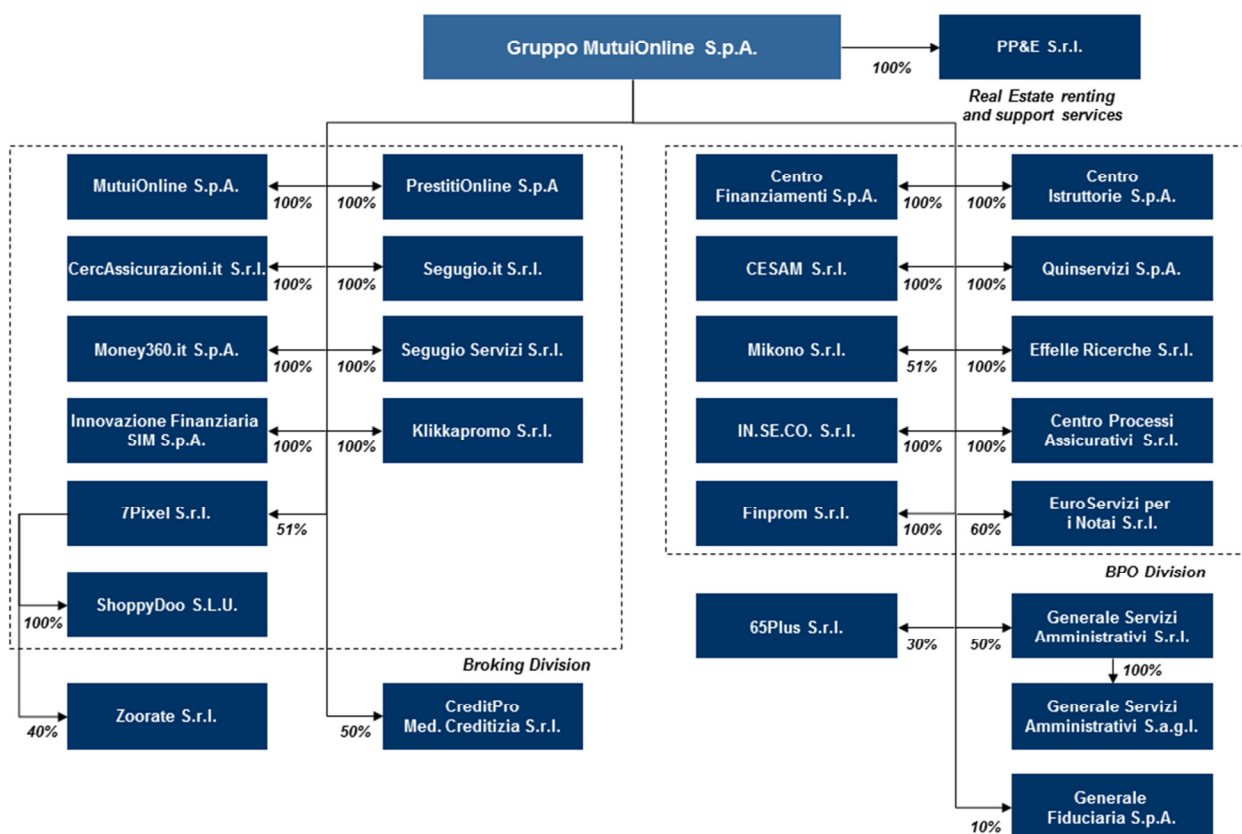 Gruppo MutuiOnline S.p.A.
PP&E S.r.l.
100%
Real Estate renting
and support services
MutuiOnline S.p.A.
100%
100%
PrestitiOnline S.p.A
CercAssicurazioni.it S.r.l.
100%
100%
Segugio.it S.r.l.
Money360.it S.p.A.
100%
100%
Segugio Servizi S.r.l.
Innovazione Finanziaria
SIM S.p.A.
100%
100%
Klikkapromo S.r.l.
7Pixel S.r.l.
51%
ShoppyDoo S.L.U.
100%
Broking Division
Zoorate S.r.l.
40%
50%
CreditPro
Med. Creditizia S.r.l.
Centro
Finanziamenti S.p.A.
100%
100%
Centro
Istruttorie S.p.A.
CESAM S.r.l.
100%
100%
Quinservizi S.p.A.
Mikono S.r.l.
51%
100%
Effelle Ricerche S.r.l.
IN.SE.CO. S.r.l.
100%
100%
Centro Processi
Assicurativi S.r.l.
Finprom S.r.l.
100%
60%
EuroServizi per
i Notai S.r.l.
BPO Division
65Plus S.r.l.
30%
50%
Generale Servizi
Amministrativi S.r.l.
100%
Generale Servizi
Amministrativi S.a.g.l.
10%
Generale
Fiduciaria S.p.A.